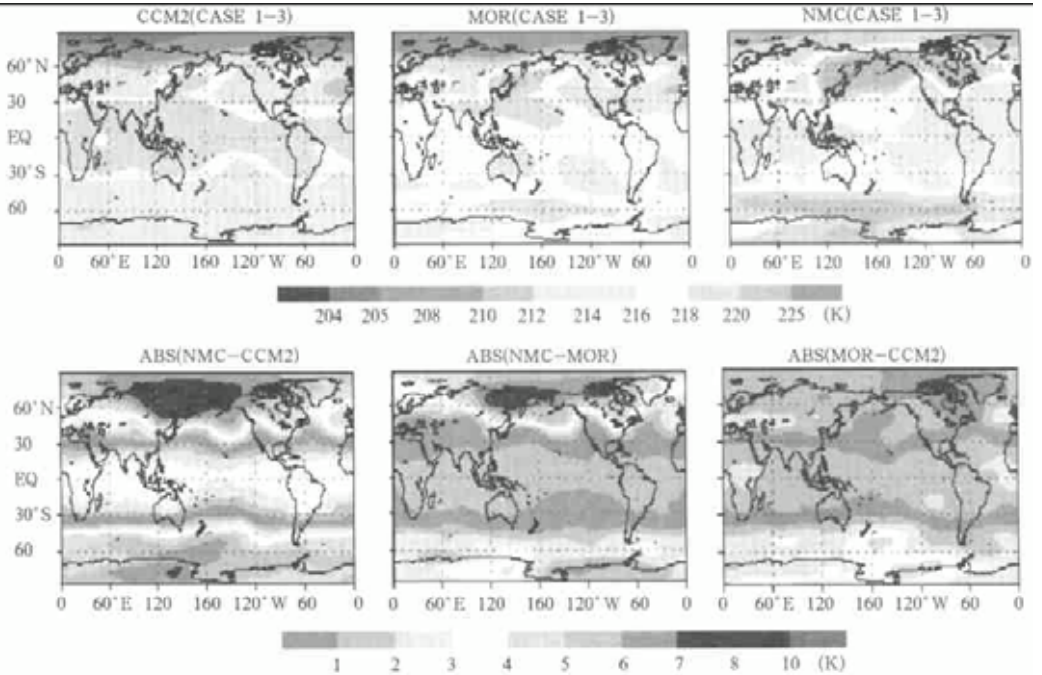 CCM2(CASE 1-3) MOR(CASE 1-3) NMC(CASE 1-3)
60°N
30
EQ
30°S
60
0 60°E 120 160 120°W 60 0 60°E 120 160 120°W 60 0 60°E 120 160 120°W 60 0
204 205 208 210 212 214 216 218 220 225 (K)
ABS(NMC-CCM2) ABS(NMC-MOR) ABS(MOR-CCM2)
60°N
30
EQ
30°S
60
0 60°E 120 160 120°W 60 0 60°E 120 160 120°W 60 0 60°E 120 160 120°W 60 0
1 2 3 4 5 6 7 8 10 (K)